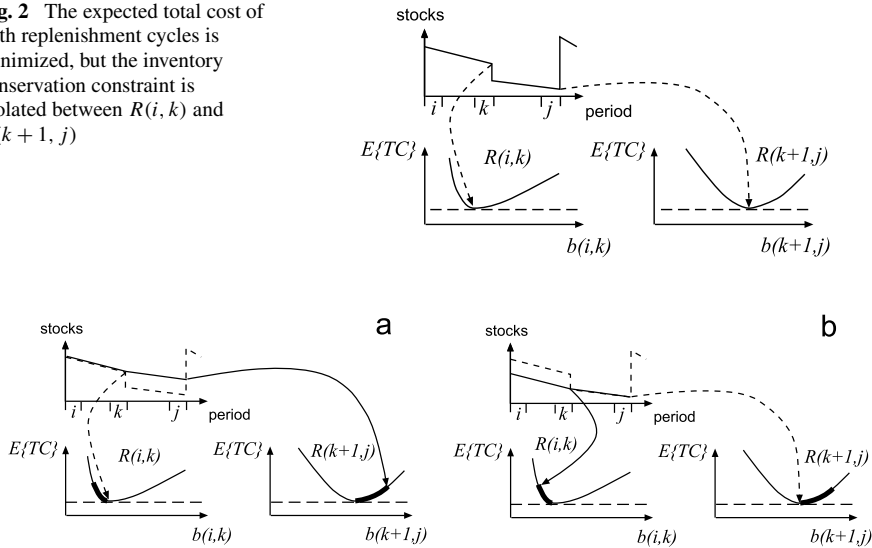 g. 2 The expected total cost of
th replenishment cycles is
nimized, but the inventory
nservation constraint is
olated between R(i, k) and
(k + 1, j)
stocks
i k j period
E{TC} R(i,k) E{TC} R(k+1,j)
b(i,k) b(k+1,j)
a
stocks
i k j period
E{TC} R(i,k) E{TC} R(k+1,j)
b(i,k) b(k+1,j)
b
stocks
i k j period
E{TC} R(i,k) E{TC} R(k+1,j)
b(i,k) b(k+1,j)